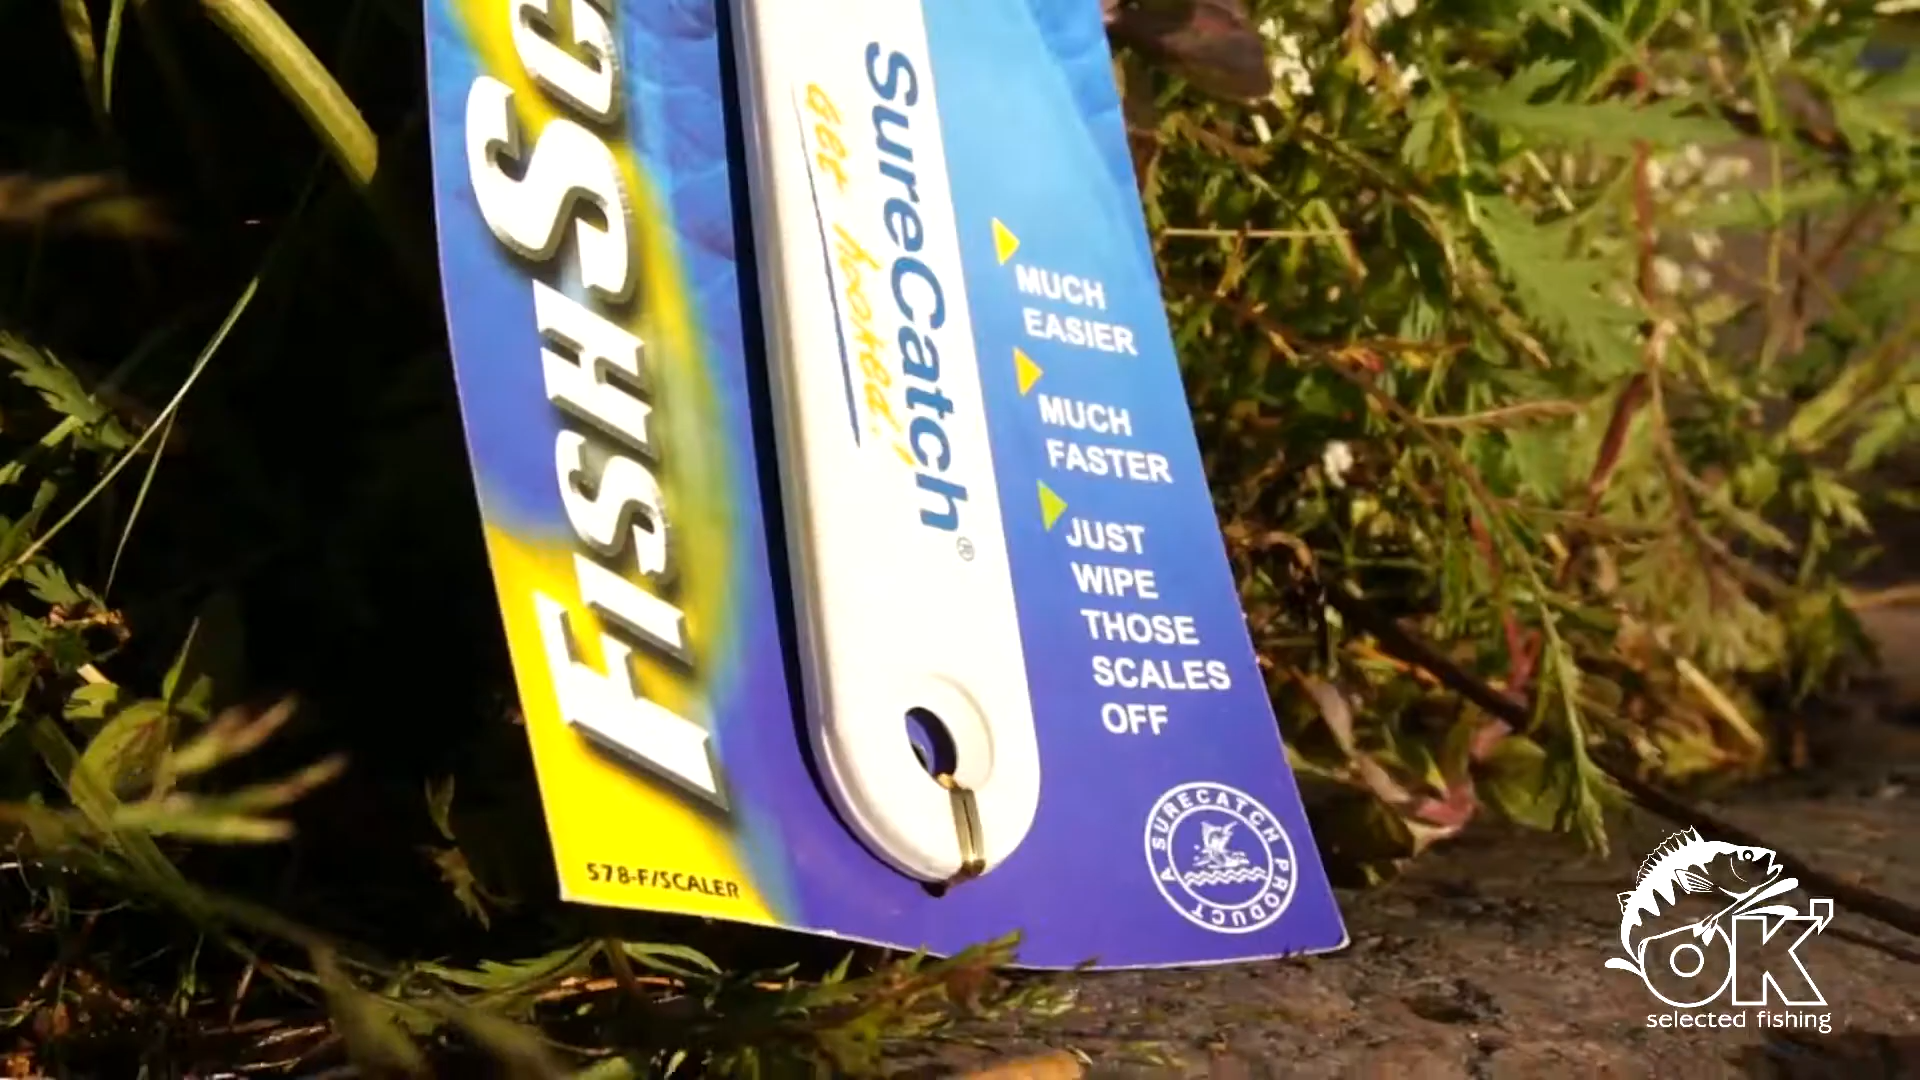 FISH SC
SureCatch®
Get hooked!
MUCH
EASIER
MUCH
FASTER
JUST
WIPE
THOSE
SCALES
OFF
578-F/SCALER
A SURECATCH PRODUCT
OK'
selected fishing